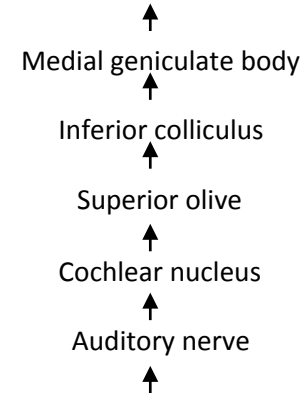 Medial geniculate body
Inferior colliculus
Superior olive
Cochlear nucleus
Auditory nerve